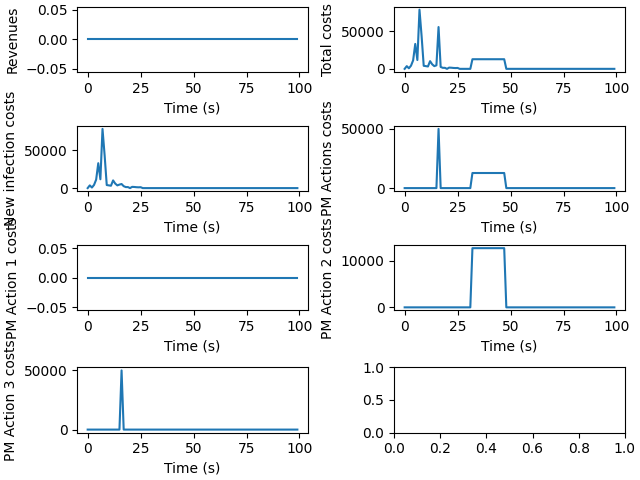 Revenues
0.05
0.00
−0.05
0 25 50 75 100
Time (s)
Total costs
50000
0
0 25 50 75 100
Time (s)
New infection costs
50000
0
0 25 50 75 100
Time (s)
PM Actions costs
50000
0
0 25 50 75 100
Time (s)
PM Action 1 costs
0.05
0.00
−0.05
0 25 50 75 100
Time (s)
PM Action 2 costs
10000
0
0 25 50 75 100
Time (s)
PM Action 3 costs
50000
0
0 25 50 75 100
Time (s)
1.0
0.5
0.0
0.0 0.2 0.4 0.6 0.8 1.0